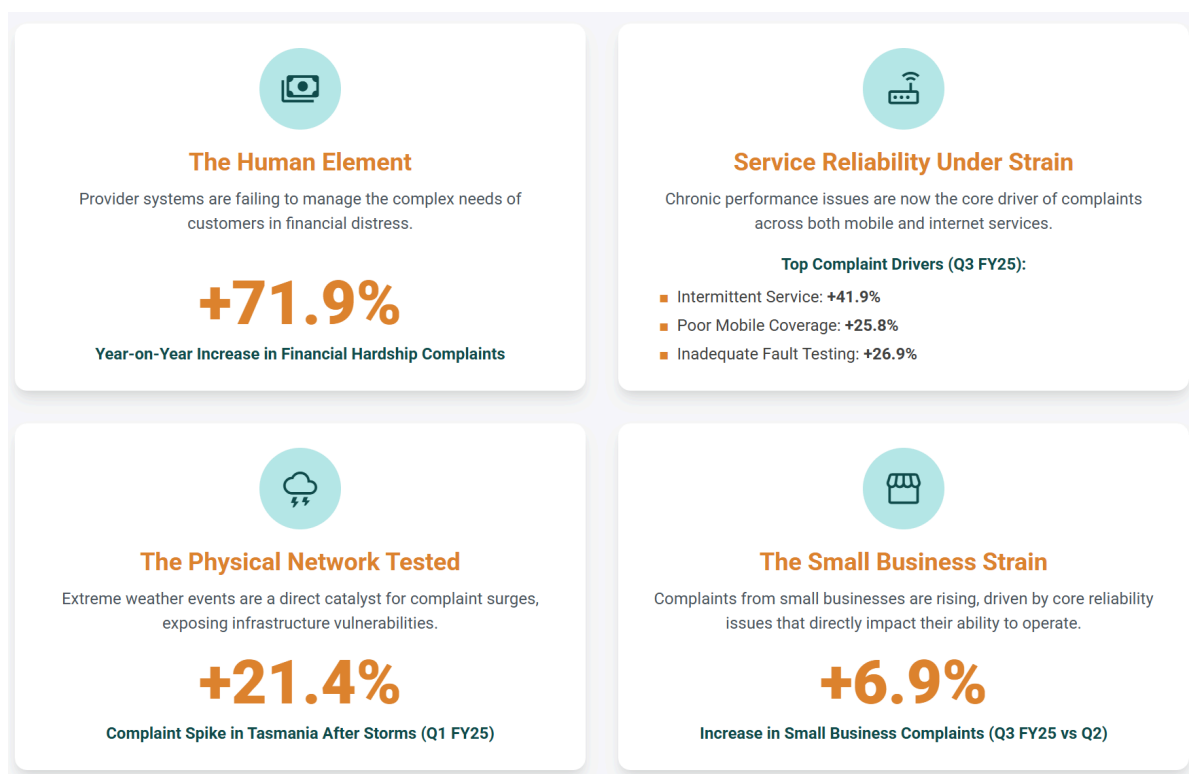 The Human Element
Provider systems are failing to manage the complex needs of
customers in financial distress.
+71.9%
Year-on-Year Increase in Financial Hardship Complaints
Service Reliability Under Strain
Chronic performance issues are now the core driver of complaints
across both mobile and internet services.
Top Complaint Drivers (Q3 FY25):
Intermittent Service: +41.9%
Poor Mobile Coverage: +25.8%
Inadequate Fault Testing: +26.9%
The Physical Network Tested
Extreme weather events are a direct catalyst for complaint surges,
exposing infrastructure vulnerabilities.
+21.4%
Complaint Spike in Tasmania After Storms (Q1 FY25)
The Small Business Strain
Complaints from small businesses are rising, driven by core reliability
issues that directly impact their ability to operate.
+6.9%
Increase in Small Business Complaints (Q3 FY25 vs Q2)